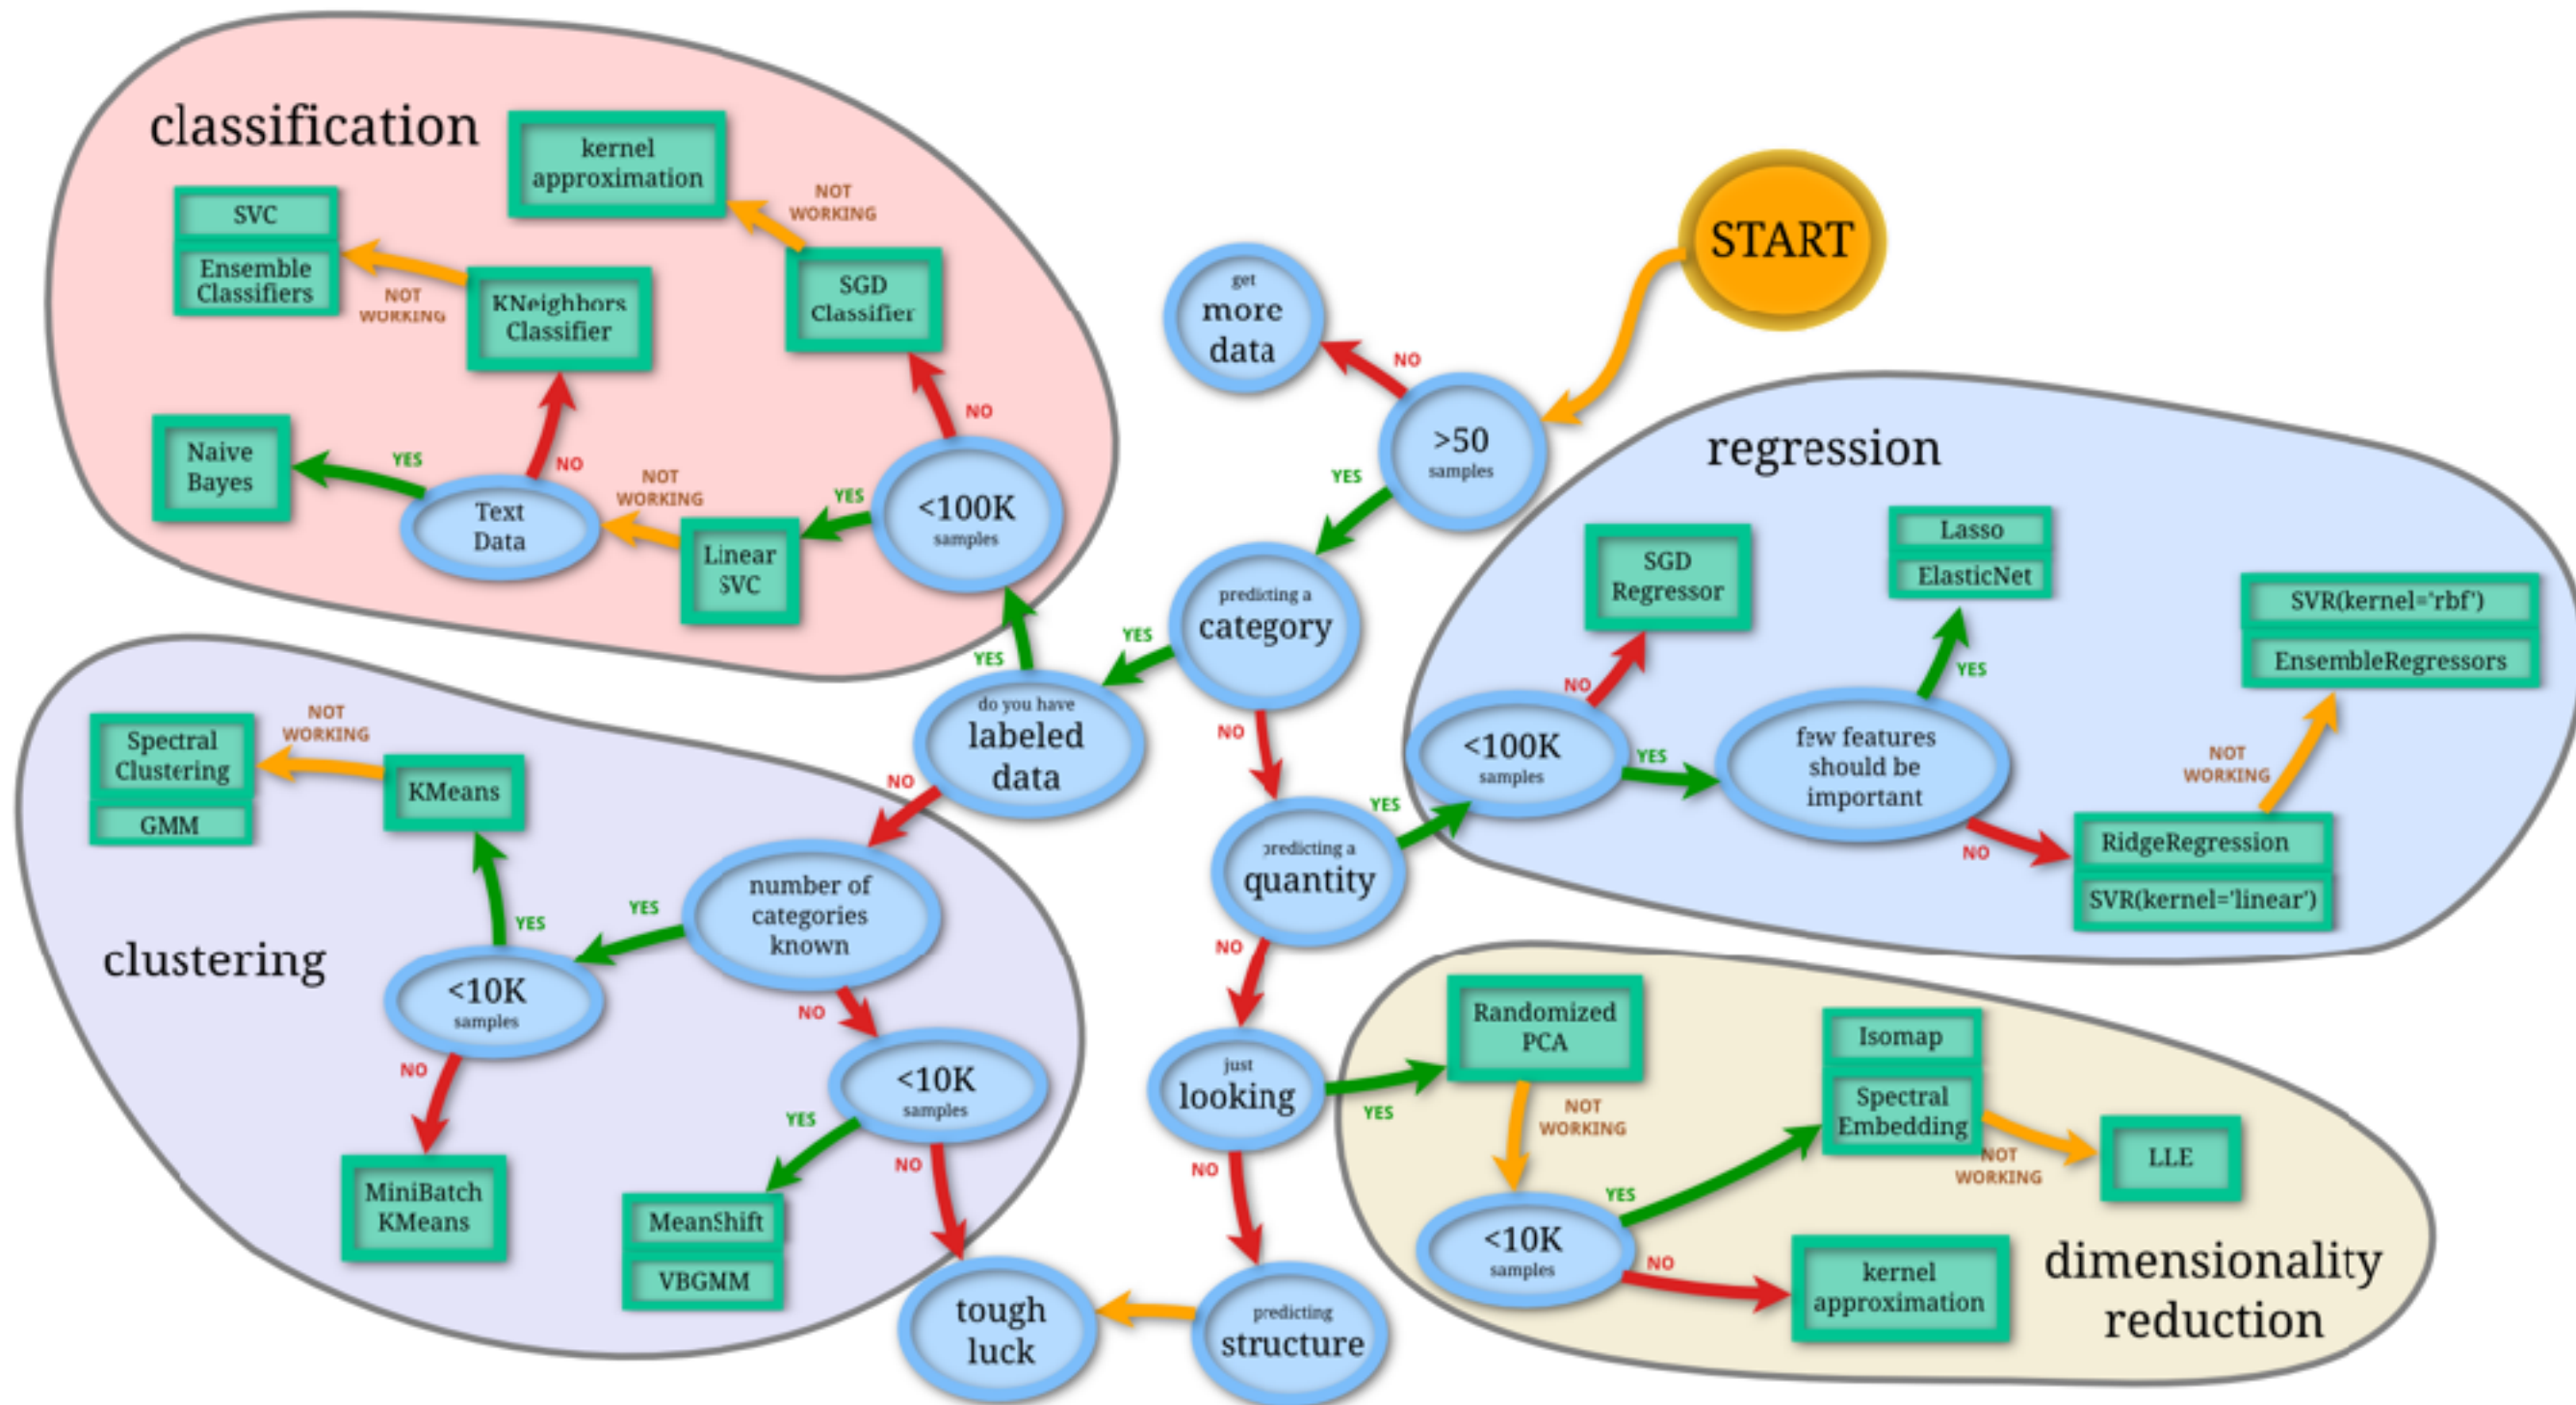 classification
kernel
approximation
NOT
WORKING
SVC
Ensemble
Classifiers
NOT
WORKING
KNeighbors
Classifier
SGD
Classifier
NO
Naive
Bayes
YES
NO
Text
Data
NOT
WORKING
Linear
SVC
YES
<100K
samples
START
get
more
data
NO
>50
samples
YES
predicting a
category
YES
YES
NO
do you have
labeled
data
NO
regression
SGD
Regressor
Lasso
ElasticNet
SVR(kernel='rbf')
EnsembleRegressors
NO
YES
<100K
samples
YES
few features
should be
important
NOT
WORKING
NO
RidgeRegression
SVR(kernel='linear')
YES
predicting a
quantity
NO
clustering
Spectral
Clustering
GMM
NOT
WORKING
KMeans
YES
YES
number of
categories
known
<10K
samples
NO
NO
<10K
samples
YES
NO
MiniBatch
KMeans
MeanShift
VBGMM
just
looking
YES
NO
tough
luck
predicting
structure
Randomized
PCA
NOT
WORKING
Isomap
Spectral
Embedding
NOT
WORKING
LLE
YES
<10K
samples
NO
kernel
approximation
dimensionality
reduction